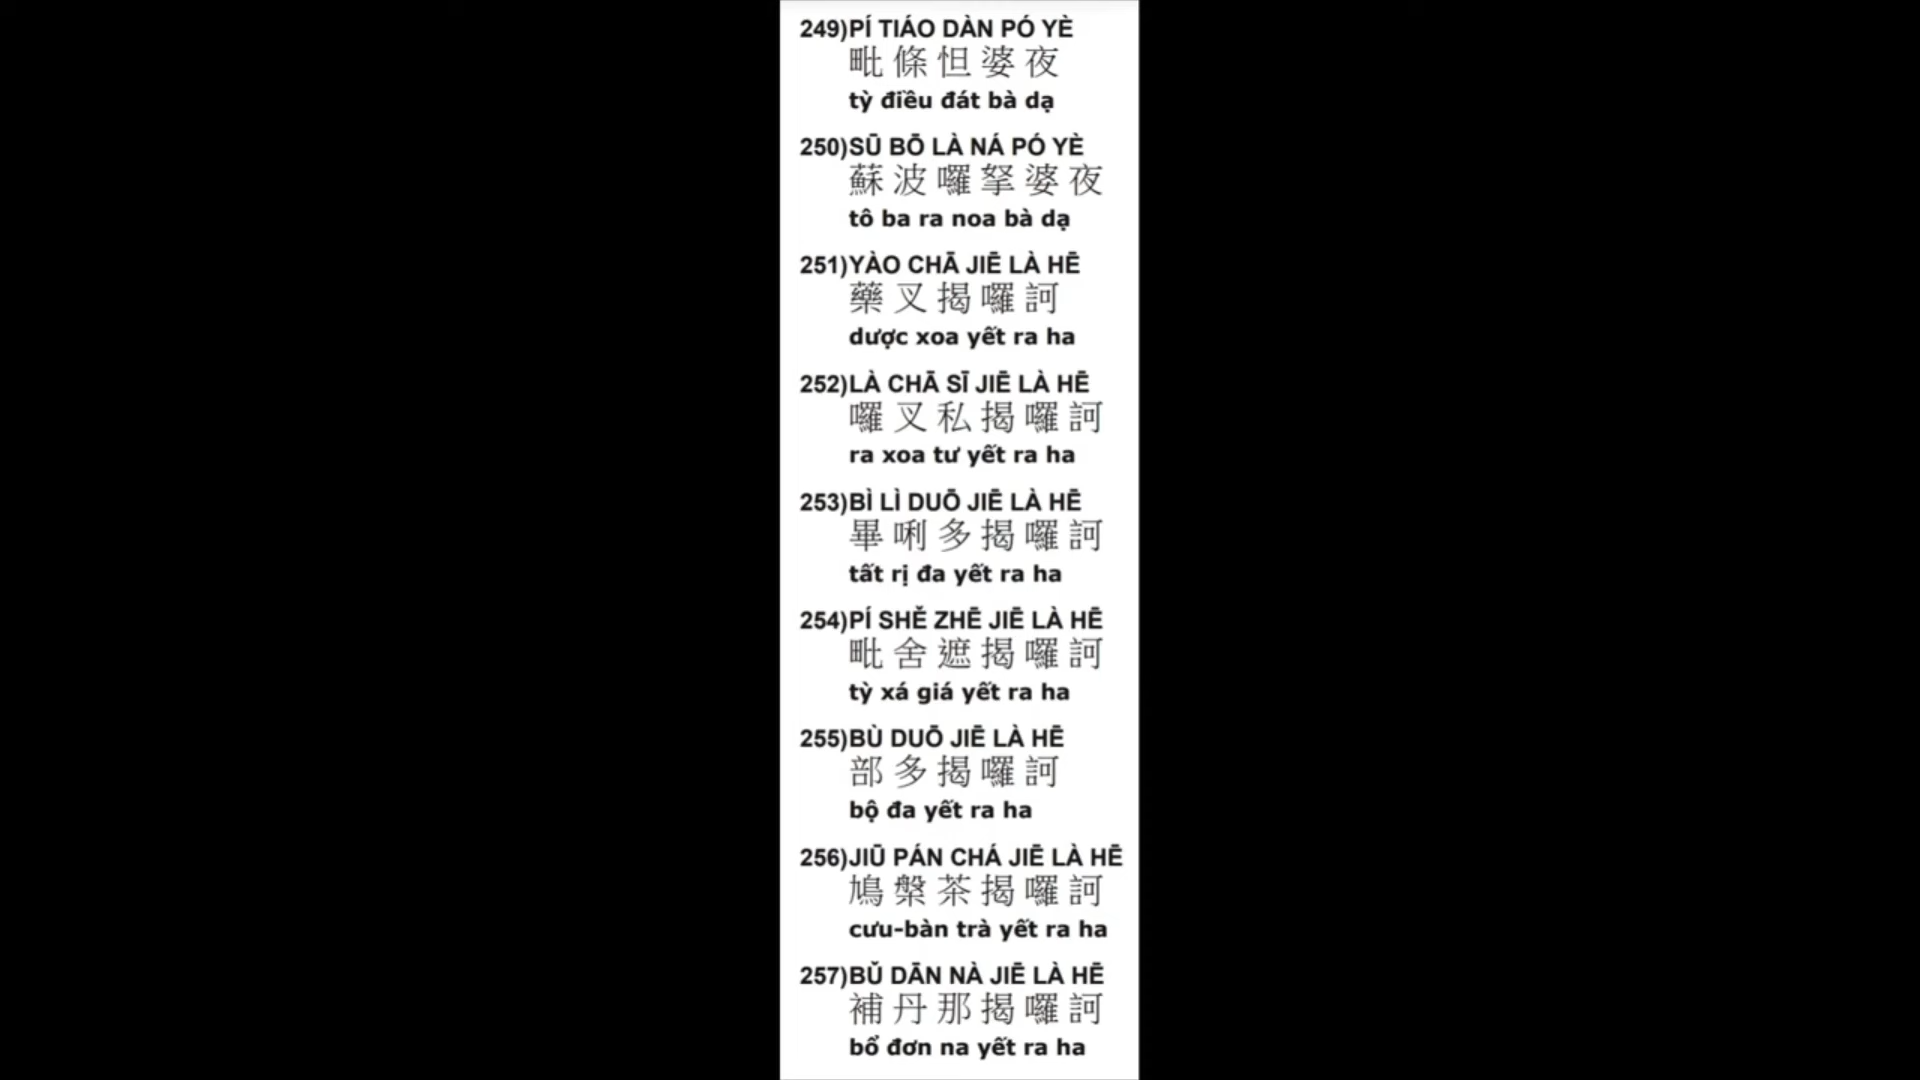 249)PÍ TIÁO DÀN PÓ YÈ
毗條怛婆夜
tỳ điều đát bà dạ
250)SŪ BŌ LÀ NÁ PÓ YÈ
蘇波囉拏婆夜
tô ba ra noa bà dạ
251)YÀO CHĀ JIĒ LÀ HĒ
藥叉揭囉訶
dược xoa yết ra ha
252)LÀ CHĀ SĪ JIĒ LÀ HĒ
囉叉私揭囉訶
ra xoa tư yết ra ha
253)BÌ LÌ DUŌ JIĒ LÀ HĒ
畢唎多揭囉訶
tất rị đa yết ra ha
254)PÍ SHĚ ZHĒ JIĒ LÀ HĒ
毗舍遮揭囉訶
tỳ xá giá yết ra ha
255)BÙ DUŌ JIĒ LÀ HĒ
部多揭囉訶
bộ đa yết ra ha
256)JIŪ PÁN CHÁ JIĒ LÀ HĒ
鳩槃茶揭囉訶
cưu-bàn trà yết ra ha
257)BǓ DĀN NÀ JIĒ LÀ HĒ
補丹那揭囉訶
bổ đơn na yết ra ha